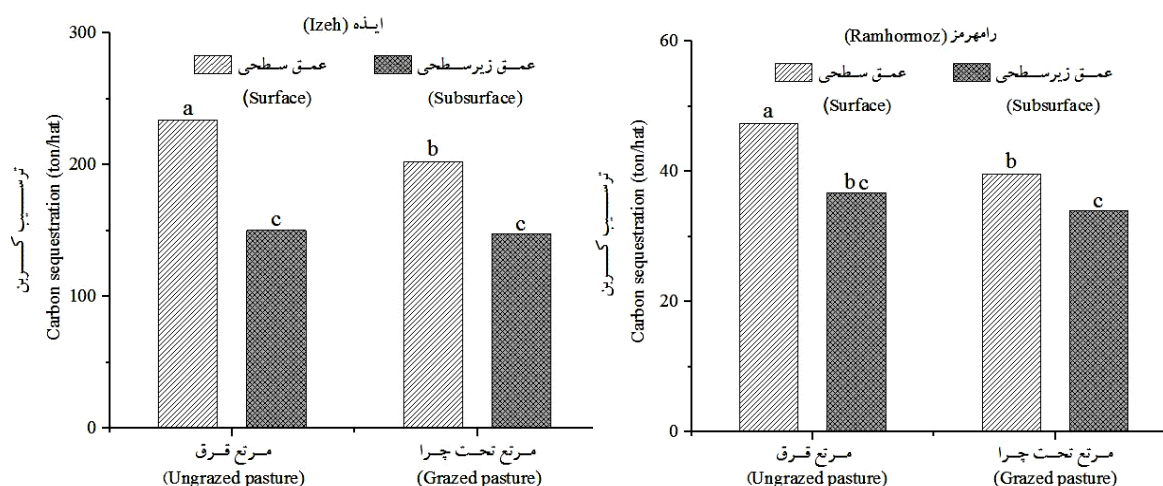 ایذه (Izeh)
عمق سطحی
(Surface)
عمق زیرسطحی
(Subsurface)
ترسیب کربن
Carbon sequestration (ton/hat)
300
200
100
0
a
c
b
c
مرتع قرق
(Ungrazed pasture)
مرتع تحت چرا
(Grazed pasture)
رامهرمز (Ramhormoz)
عمق سطحی
(Surface)
عمق زیرسطحی
(Subsurface)
ترسیب کربن
Carbon sequestration (ton/hat)
60
40
20
0
a
b c
b
c
مرتع قرق
(Ungrazed pasture)
مرتع تحت چرا
(Grazed pasture)